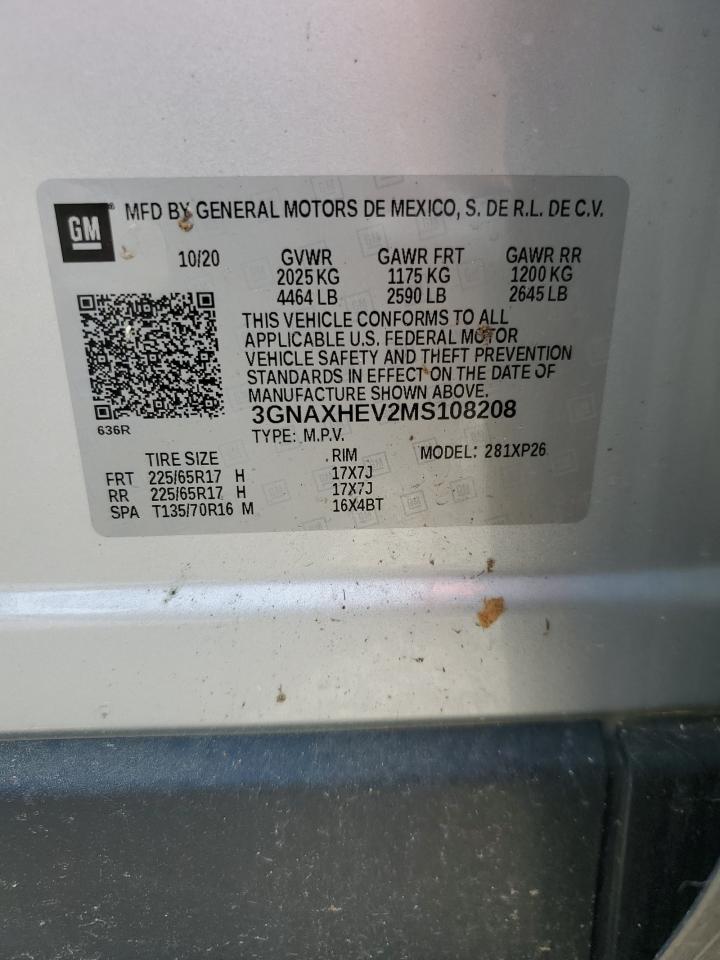 GM
MFD BY GENERAL MOTORS DE MEXICO, S. DE R.L. DE C.V.
10/20 GVWR GAWR FRT GAWR RR
2025 KG 1175 KG 1200 KG
4464 LB 2590 LB 2645 LB
THIS VEHICLE CONFORMS TO ALL
APPLICABLE U.S. FEDERAL MOTOR
VEHICLE SAFETY AND THEFT PREVENTION
STANDARDS IN EFFECT ON THE DATE OF
MANUFACTURE SHOWN ABOVE.
3GNAXHEV2MS108208
636R
TYPE: M.P.V.
TIRE SIZE RIM MODEL: 281XP26
FRT 225/65R17 H 17X7J
RR 225/65R17 H 17X7J
SPA T135/70R16 M 16X4BT